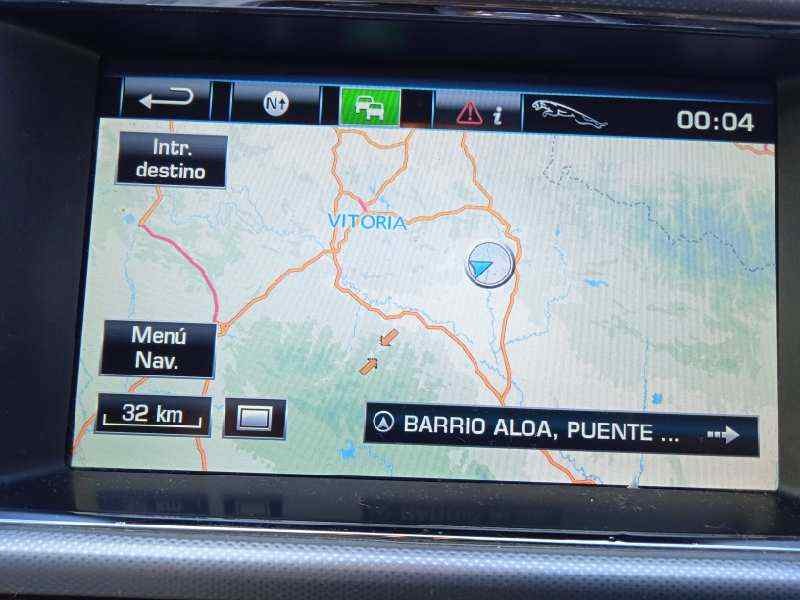 N
i
00:04
Intr.
destino
VITORIA
Menú
Nav.
32 km
BARRIO ALOA, PUENTE ...